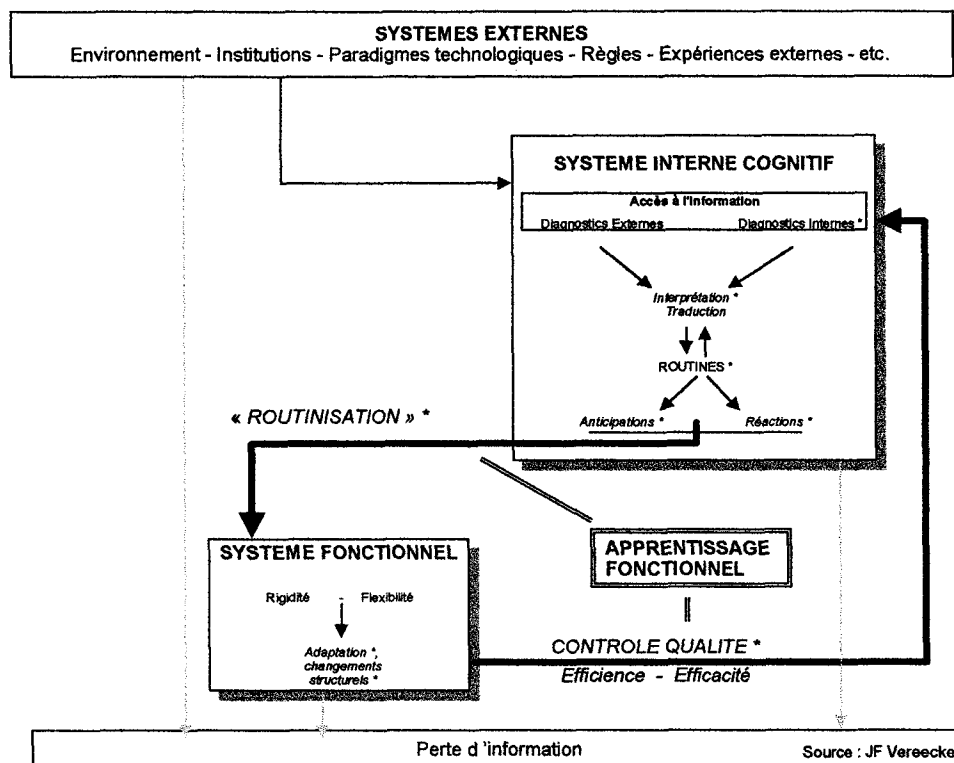 SYSTEMES EXTERNES
Environnement - Institutions - Paradigmes technologiques - Règles - Expériences externes - etc.
SYSTEME INTERNE COGNITIF
Accès à l'Information
Diagnostics Externes Diagnostics Internes *
Interprétation *
Traduction
ROUTINES *
Anticipations * Réactions *
« ROUTINISATION » *
SYSTEME FONCTIONNEL
Rigidité - Flexibilité
Adaptation *,
changements
structurels *
APPRENTISSAGE
FONCTIONNEL
CONTROLE QUALITE *
Efficience - Efficacité
Perte d 'information
Source : JF Vereecke